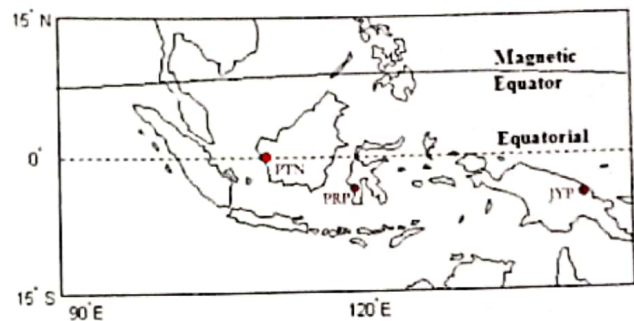 15° N
Magnetic
Equator
Equatorial
0°
PTN
PRP
JYP
15° S
90°E
120°E